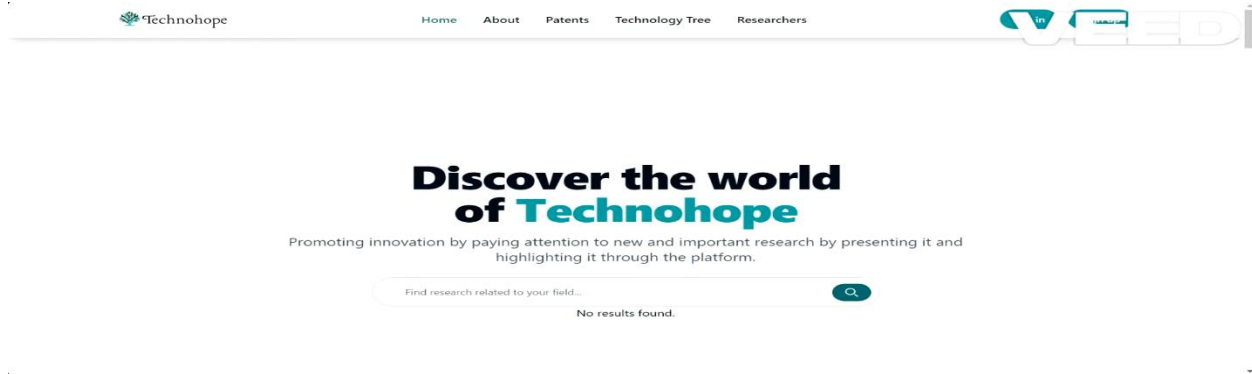 Technohope
Home About Patents Technology Tree Researchers
in
VEED
Discover the world
of Technohope
Promoting innovation by paying attention to new and important research by presenting it and
highlighting it through the platform.
Find research related to your field...
No results found.